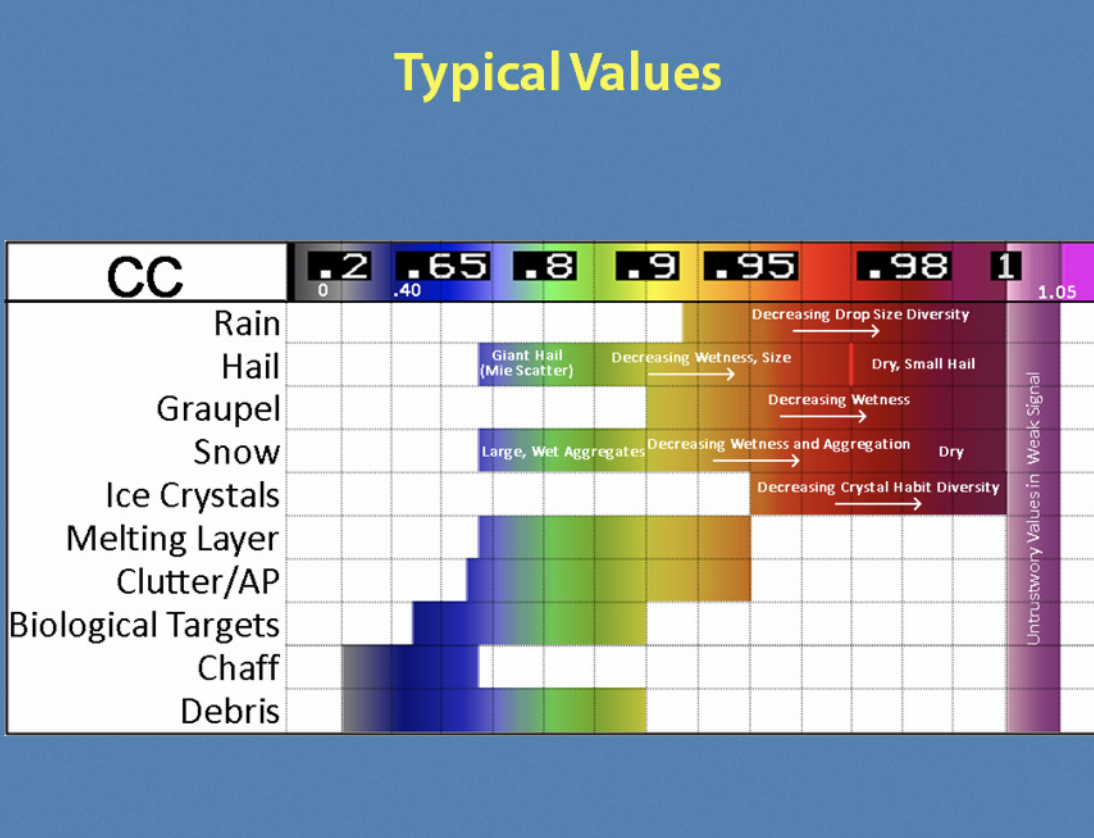 Typical Values
CC
.2 .65 .8 .9 .95 .98 1
0 .40 1.05
Rain
Decreasing Drop Size Diversity
Hail
Giant Hail
(Mie Scatter)
Decreasing Wetness, Size
Dry, Small Hail
Graupel
Decreasing Wetness
Snow
Large, Wet Aggregates
Decreasing Wetness and Aggregation
Dry
Ice Crystals
Decreasing Crystal Habit Diversity
Melting Layer
Clutter/AP
Biological Targets
Chaff
Debris
Untrustwory Values in Weak Signal